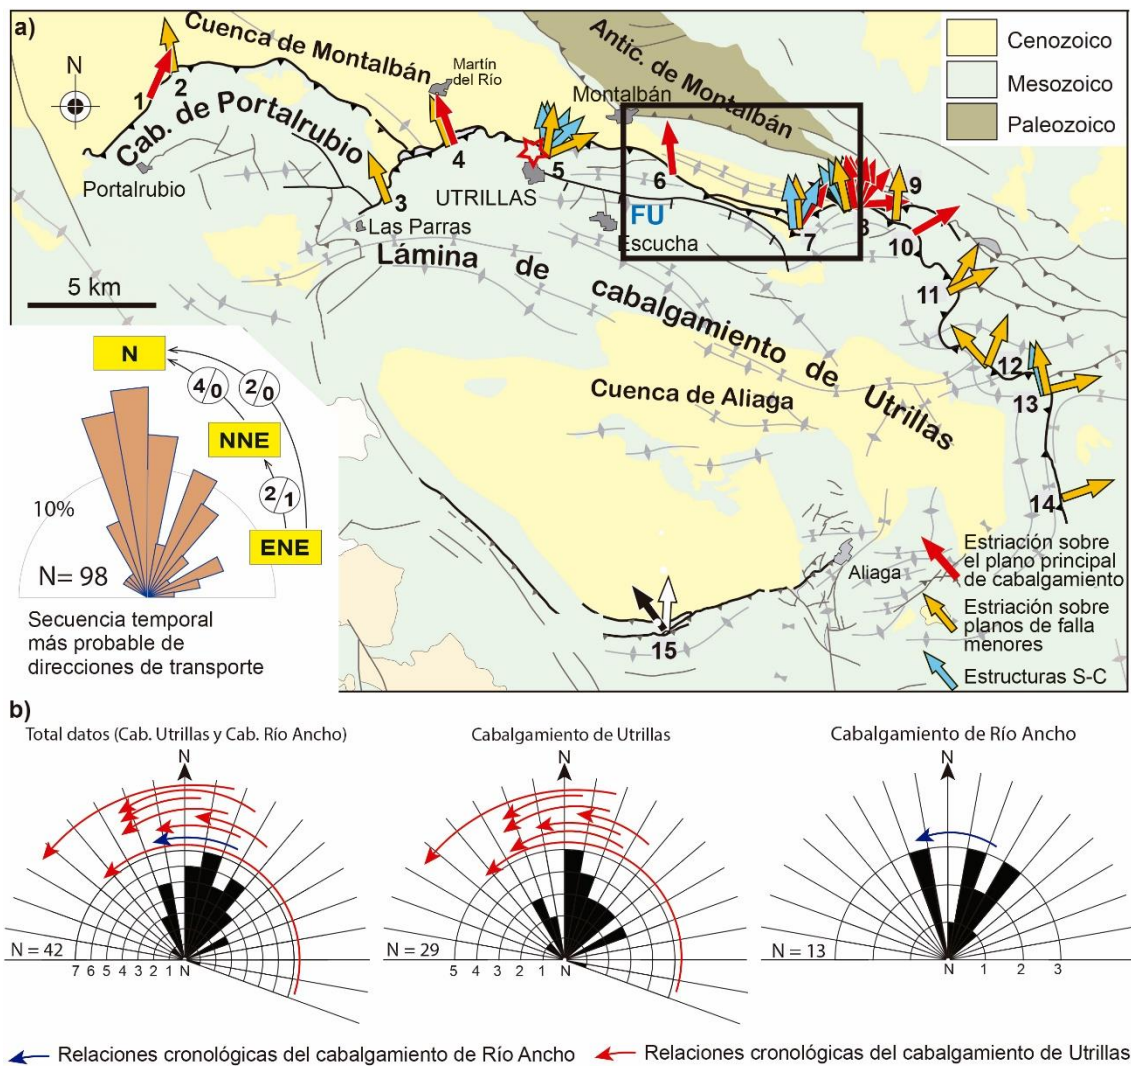 a)
N
Cuenca de Montalbán
Antic. de Montalbán
Cenozoico
Mesozoico
Paleozoico
Martín
del Río
Montalbán
Cab. de Portalrubio
Portalrubio
Las Parras
UTRILLAS
FU
Escucha
1
2
3
4
5
6
7
8
9
10
11
12
13
14
15
5 km
Lámina de cabalgamiento de Utrillas
Cuenca de Aliaga
Aliaga
N
4/0
2/0
NNE
2/1
ENE
10%
N= 98
Secuencia temporal
más probable de
direcciones de transporte
Estriación sobre
el plano principal
de cabalgamiento
Estriación sobre
planos de falla
menores
Estructuras S-C
b)
Total datos (Cab. Utrillas y Cab. Río Ancho)
N
N = 42
7 6 5 4 3 2 1 N
Cabalgamiento de Utrillas
N
N = 29
5 4 3 2 1 N
Cabalgamiento de Río Ancho
N
N = 13
N 1 2 3
Relaciones cronológicas del cabalgamiento de Río Ancho
Relaciones cronológicas del cabalgamiento de Utrillas